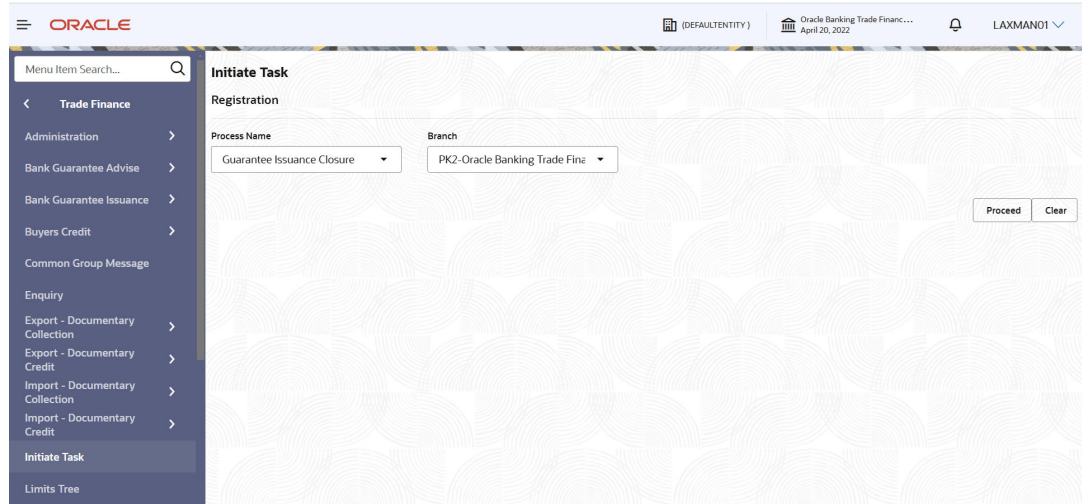 ORACLE
(DEFAULTENTITY )
Oracle Banking Trade Financ...
April 20, 2022
LAXMAN01
Menu Item Search...
Trade Finance
Administration
Bank Guarantee Advise
Bank Guarantee Issuance
Buyers Credit
Common Group Message
Enquiry
Export - Documentary
Collection
Export - Documentary
Credit
Import - Documentary
Collection
Import - Documentary
Credit
Initiate Task
Limits Tree
Initiate Task
Registration
Process Name
Branch
Guarantee Issuance Closure
PK2-Oracle Banking Trade Fina
Proceed
Clear